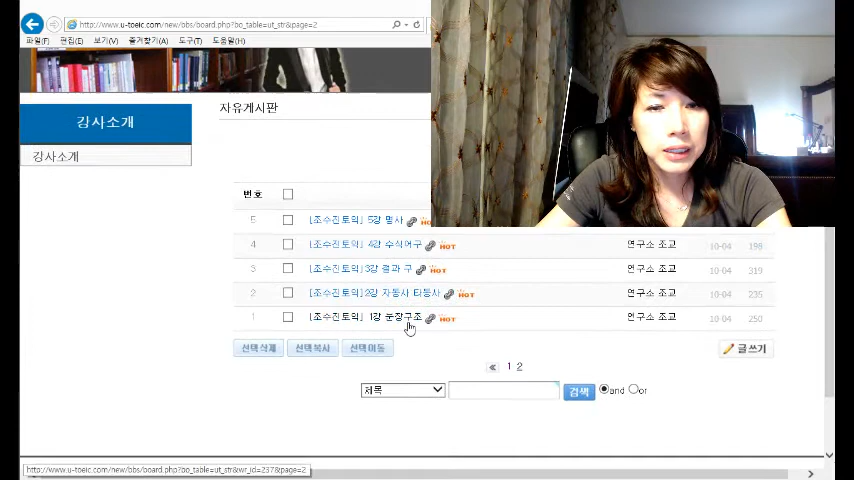 http://www.u-toeic.com/new/bbs/board.php?bo_table=ut_str&page=2
파일(F) 편집(E) 보기(V) 즐겨찾기(A) 도구(T) 도움말(H)
강사소개
강사소개
자유게시판
번호
5 [조수진토익] 5강 명사 HOT
4 [조수진토익] 4강 수식어구 HOT 연구소 조교 10-04 198
3 [조수진토익]3강 결과 구 HOT 연구소 조교 10-04 319
2 [조수진토익]2강 자동사 타동사 HOT 연구소 조교 10-04 235
1 [조수진토익] 1강 문장구조 HOT 연구소 조교 10-04 250
선택삭제 선택복사 선택이동 글쓰기
1 2
제목 검색 and or
http://www.u-toeic.com/new/bbs/board.php?bo_table=ut_str&wr_id=237&page=2